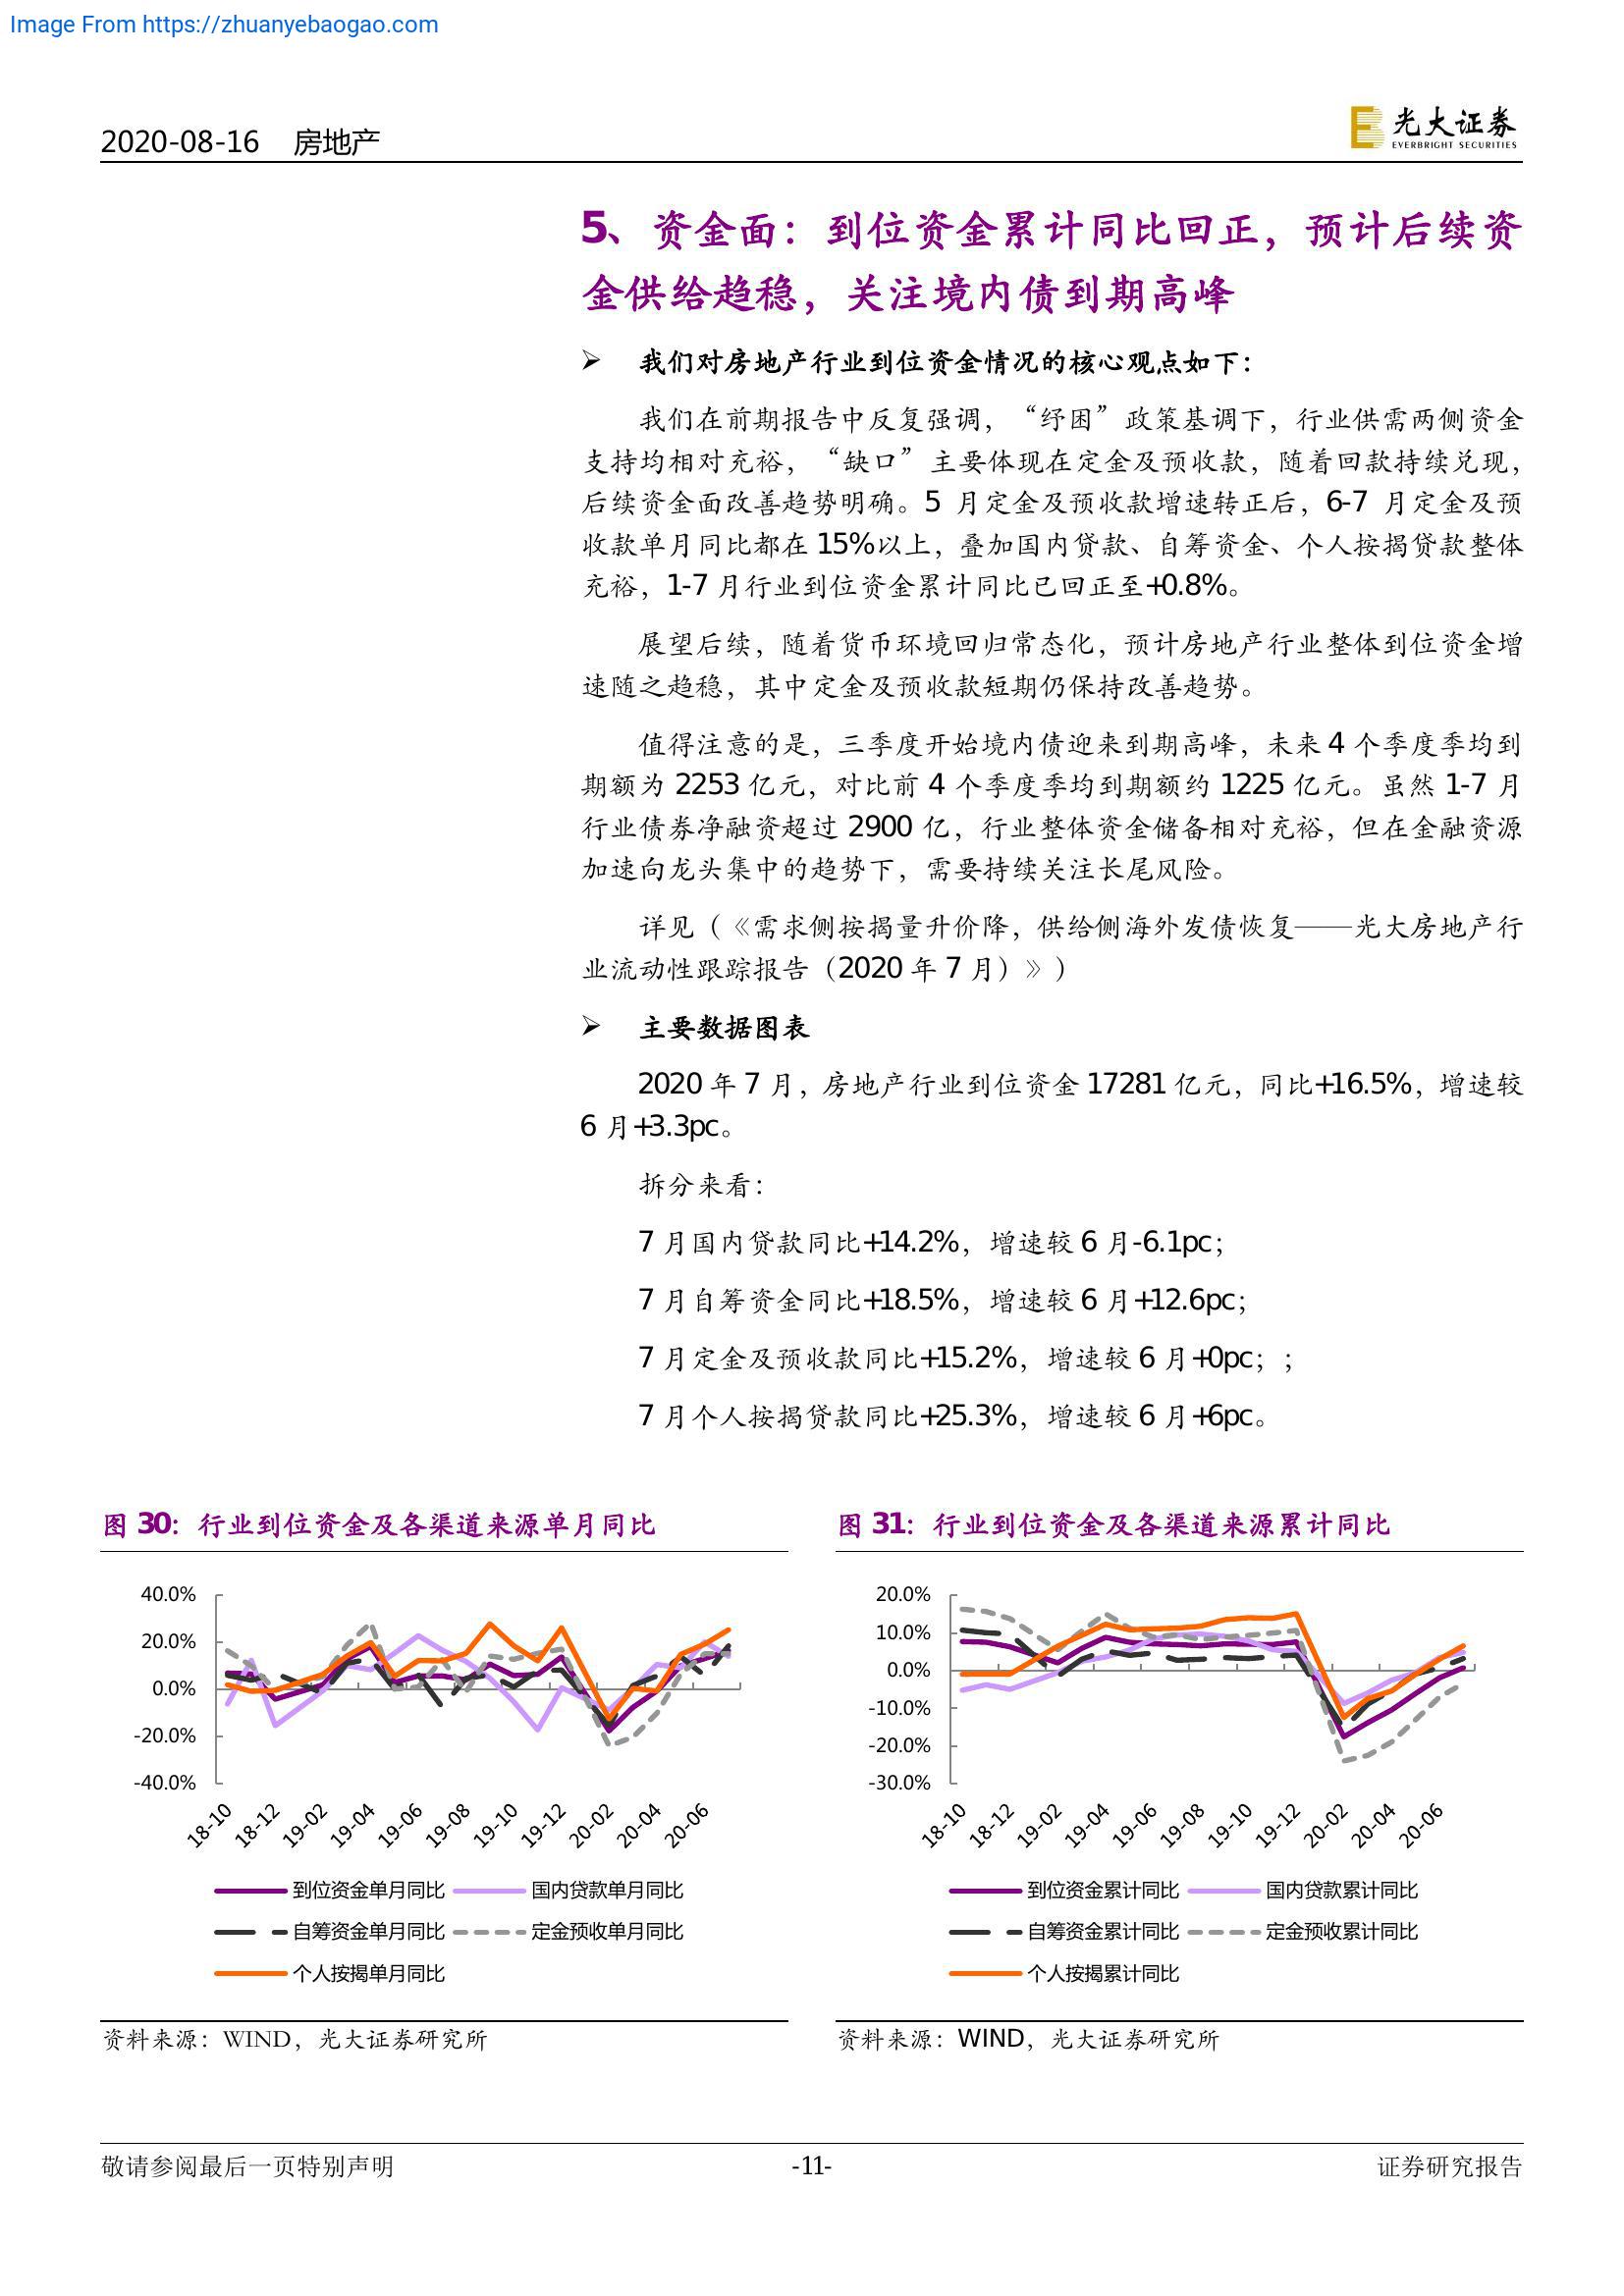 Image From https://zhuanyebaogao.com
2020-08-16 房地产
光大证券
EVERBRIGHT SECURITIES
5、资金面：到位资金累计同比回正，预计后续资
金供给趋稳，关注境内债到期高峰
➢ 我们对房地产行业到位资金情况的核心观点如下：
我们在前期报告中反复强调，“纾困”政策基调下，行业供需两侧资金
支持均相对充裕，“缺口”主要体现在定金及预收款，随着回款持续兑现，
后续资金面改善趋势明确。5 月定金及预收款增速转正后，6-7 月定金及预
收款单月同比都在 15%以上，叠加国内贷款、自筹资金、个人按揭贷款整体
充裕，1-7 月行业到位资金累计同比已回正至+0.8%。
展望后续，随着货币环境回归常态化，预计房地产行业整体到位资金增
速随之趋稳，其中定金及预收款短期仍保持改善趋势。
值得注意的是，三季度开始境内债迎来到期高峰，未来 4 个季度季均到
期额为 2253 亿元，对比前 4 个季度季均到期额约 1225 亿元。虽然 1-7 月
行业债券净融资超过 2900 亿，行业整体资金储备相对充裕，但在金融资源
加速向龙头集中的趋势下，需要持续关注长尾风险。
详见（《需求侧按揭量升价降，供给侧海外发债恢复——光大房地产行
业流动性跟踪报告（2020 年 7 月）》）
➢ 主要数据图表
2020 年 7 月，房地产行业到位资金 17281 亿元，同比+16.5%，增速较
6 月+3.3pc。
拆分来看：
7 月国内贷款同比+14.2%，增速较 6 月-6.1pc；
7 月自筹资金同比+18.5%，增速较 6 月+12.6pc；
7 月定金及预收款同比+15.2%，增速较 6 月+0pc；；
7 月个人按揭贷款同比+25.3%，增速较 6 月+6pc。
图 30：行业到位资金及各渠道来源单月同比
40.0%
20.0%
0.0%
-20.0%
-40.0%
18-10
18-12
19-02
19-04
19-06
19-08
19-10
19-12
20-02
20-04
20-06
到位资金单月同比 国内贷款单月同比
自筹资金单月同比 定金预收单月同比
个人按揭单月同比
资料来源：WIND，光大证券研究所
图 31：行业到位资金及各渠道来源累计同比
20.0%
10.0%
0.0%
-10.0%
-20.0%
-30.0%
18-10
18-12
19-02
19-04
19-06
19-08
19-10
19-12
20-02
20-04
20-06
到位资金累计同比 国内贷款累计同比
自筹资金累计同比 定金预收累计同比
个人按揭累计同比
资料来源：WIND，光大证券研究所
敬请参阅最后一页特别声明 -11- 证券研究报告